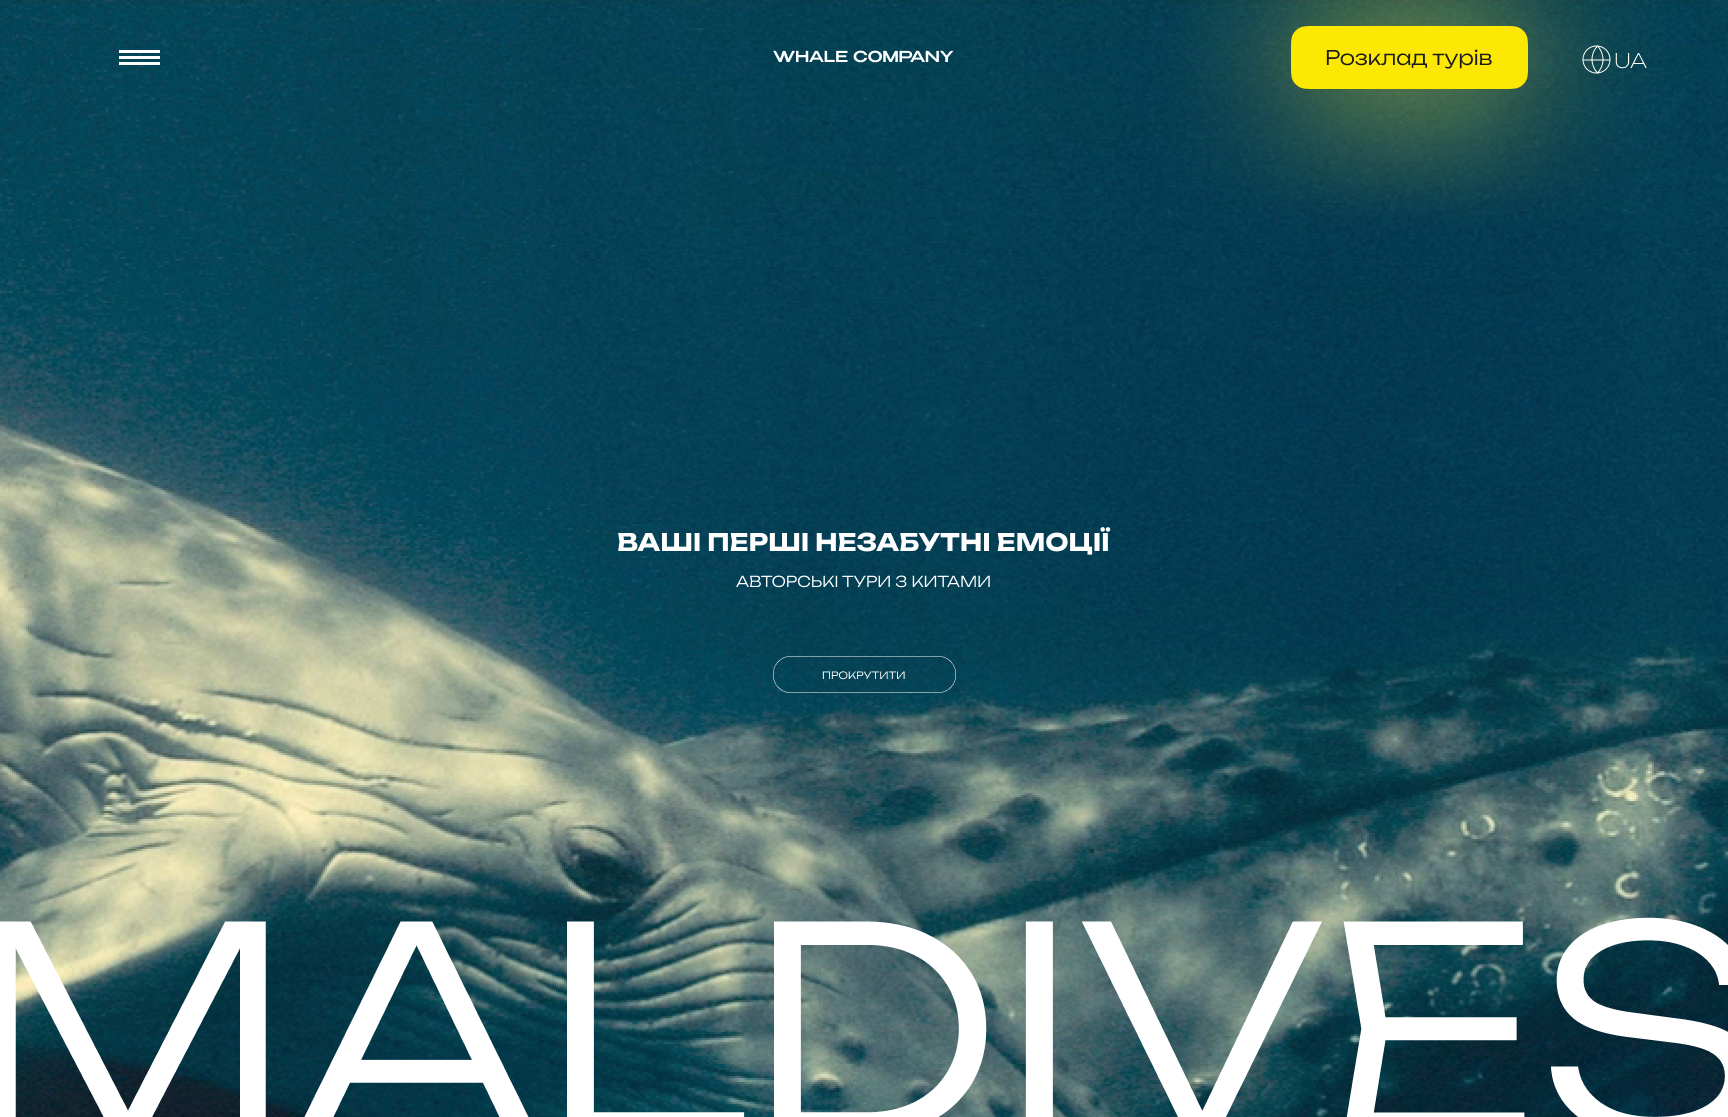 WHALE COMPANY
Розклад турів
UA
ВАШІ ПЕРШІ НЕЗАБУТНІ ЕМОЦІЇ
АВТОРСЬКІ ТУРИ З КИТАМИ
ПРОКРУТИТИ
MALDIVES